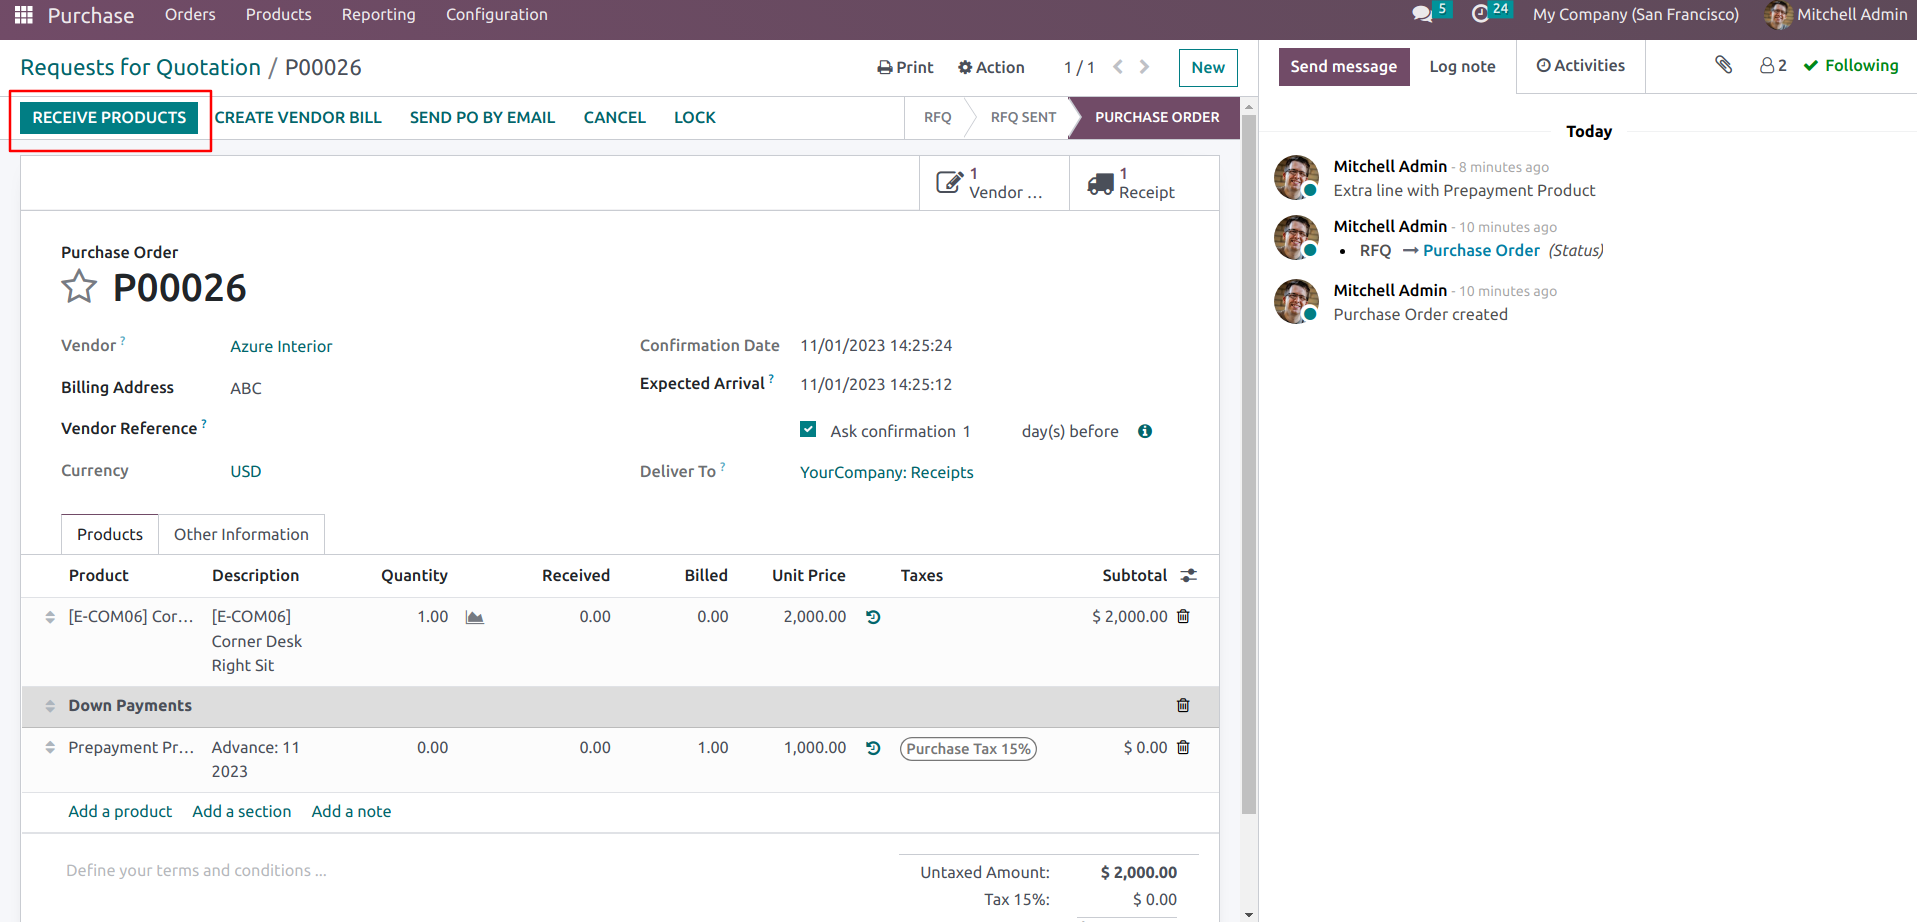 Purchase Orders Products Reporting Configuration 5 24 My Company (San Francisco) Mitchell Admin
Requests for Quotation / P00026 Print Action 1 / 1 New
Send message Log note Activities 2 Following
RECEIVE PRODUCTS CREATE VENDOR BILL SEND PO BY EMAIL CANCEL LOCK RFQ RFQ SENT PURCHASE ORDER
1
Vendor ...
1
Receipt
Purchase Order
P00026
Vendor ? Azure Interior
Billing Address ABC
Vendor Reference ?
Currency USD
Confirmation Date 11/01/2023 14:25:24
Expected Arrival ? 11/01/2023 14:25:12
Ask confirmation 1 day(s) before
Deliver To ? YourCompany: Receipts
Products Other Information
Product Description Quantity Received Billed Unit Price Taxes Subtotal
[E-COM06] Cor... [E-COM06] 1.00 0.00 0.00 2,000.00 $ 2,000.00
Corner Desk
Right Sit
Down Payments
Prepayment Pr... Advance: 11 0.00 0.00 1.00 1,000.00 Purchase Tax 15% $ 0.00
2023
Add a product Add a section Add a note
Define your terms and conditions ...
Untaxed Amount: $ 2,000.00
Tax 15%: $ 0.00
Today
Mitchell Admin - 8 minutes ago
Extra line with Prepayment Product
Mitchell Admin - 10 minutes ago
• RFQ → Purchase Order (Status)
Mitchell Admin - 10 minutes ago
Purchase Order created